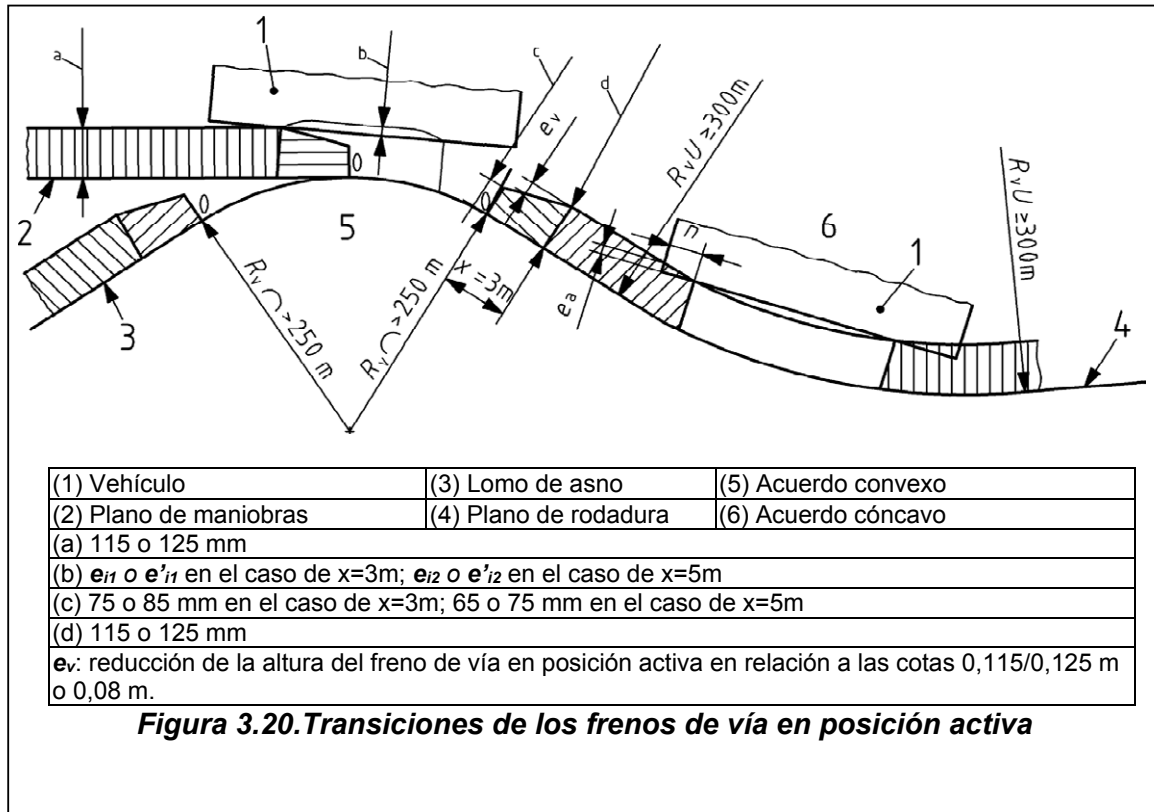 a
1
b
c
d
e_v
R_v∪ ≥300m
R_v∪ ≥300m
0
0
0
2
5
n
6
1
3
R_v⌒ >250 m
R_v⌒ >250 m
x =3m
e_a
4
(1) Vehículo (3) Lomo de asno (5) Acuerdo convexo
(2) Plano de maniobras (4) Plano de rodadura (6) Acuerdo cóncavo
(a) 115 o 125 mm
(b) e_i1 o e'_i1 en el caso de x=3m; e_i2 o e'_i2 en el caso de x=5m
(c) 75 o 85 mm en el caso de x=3m; 65 o 75 mm en el caso de x=5m
(d) 115 o 125 mm
e_v: reducción de la altura del freno de vía en posición activa en relación a las cotas 0,115/0,125 m
o 0,08 m.
Figura 3.20.Transiciones de los frenos de vía en posición activa